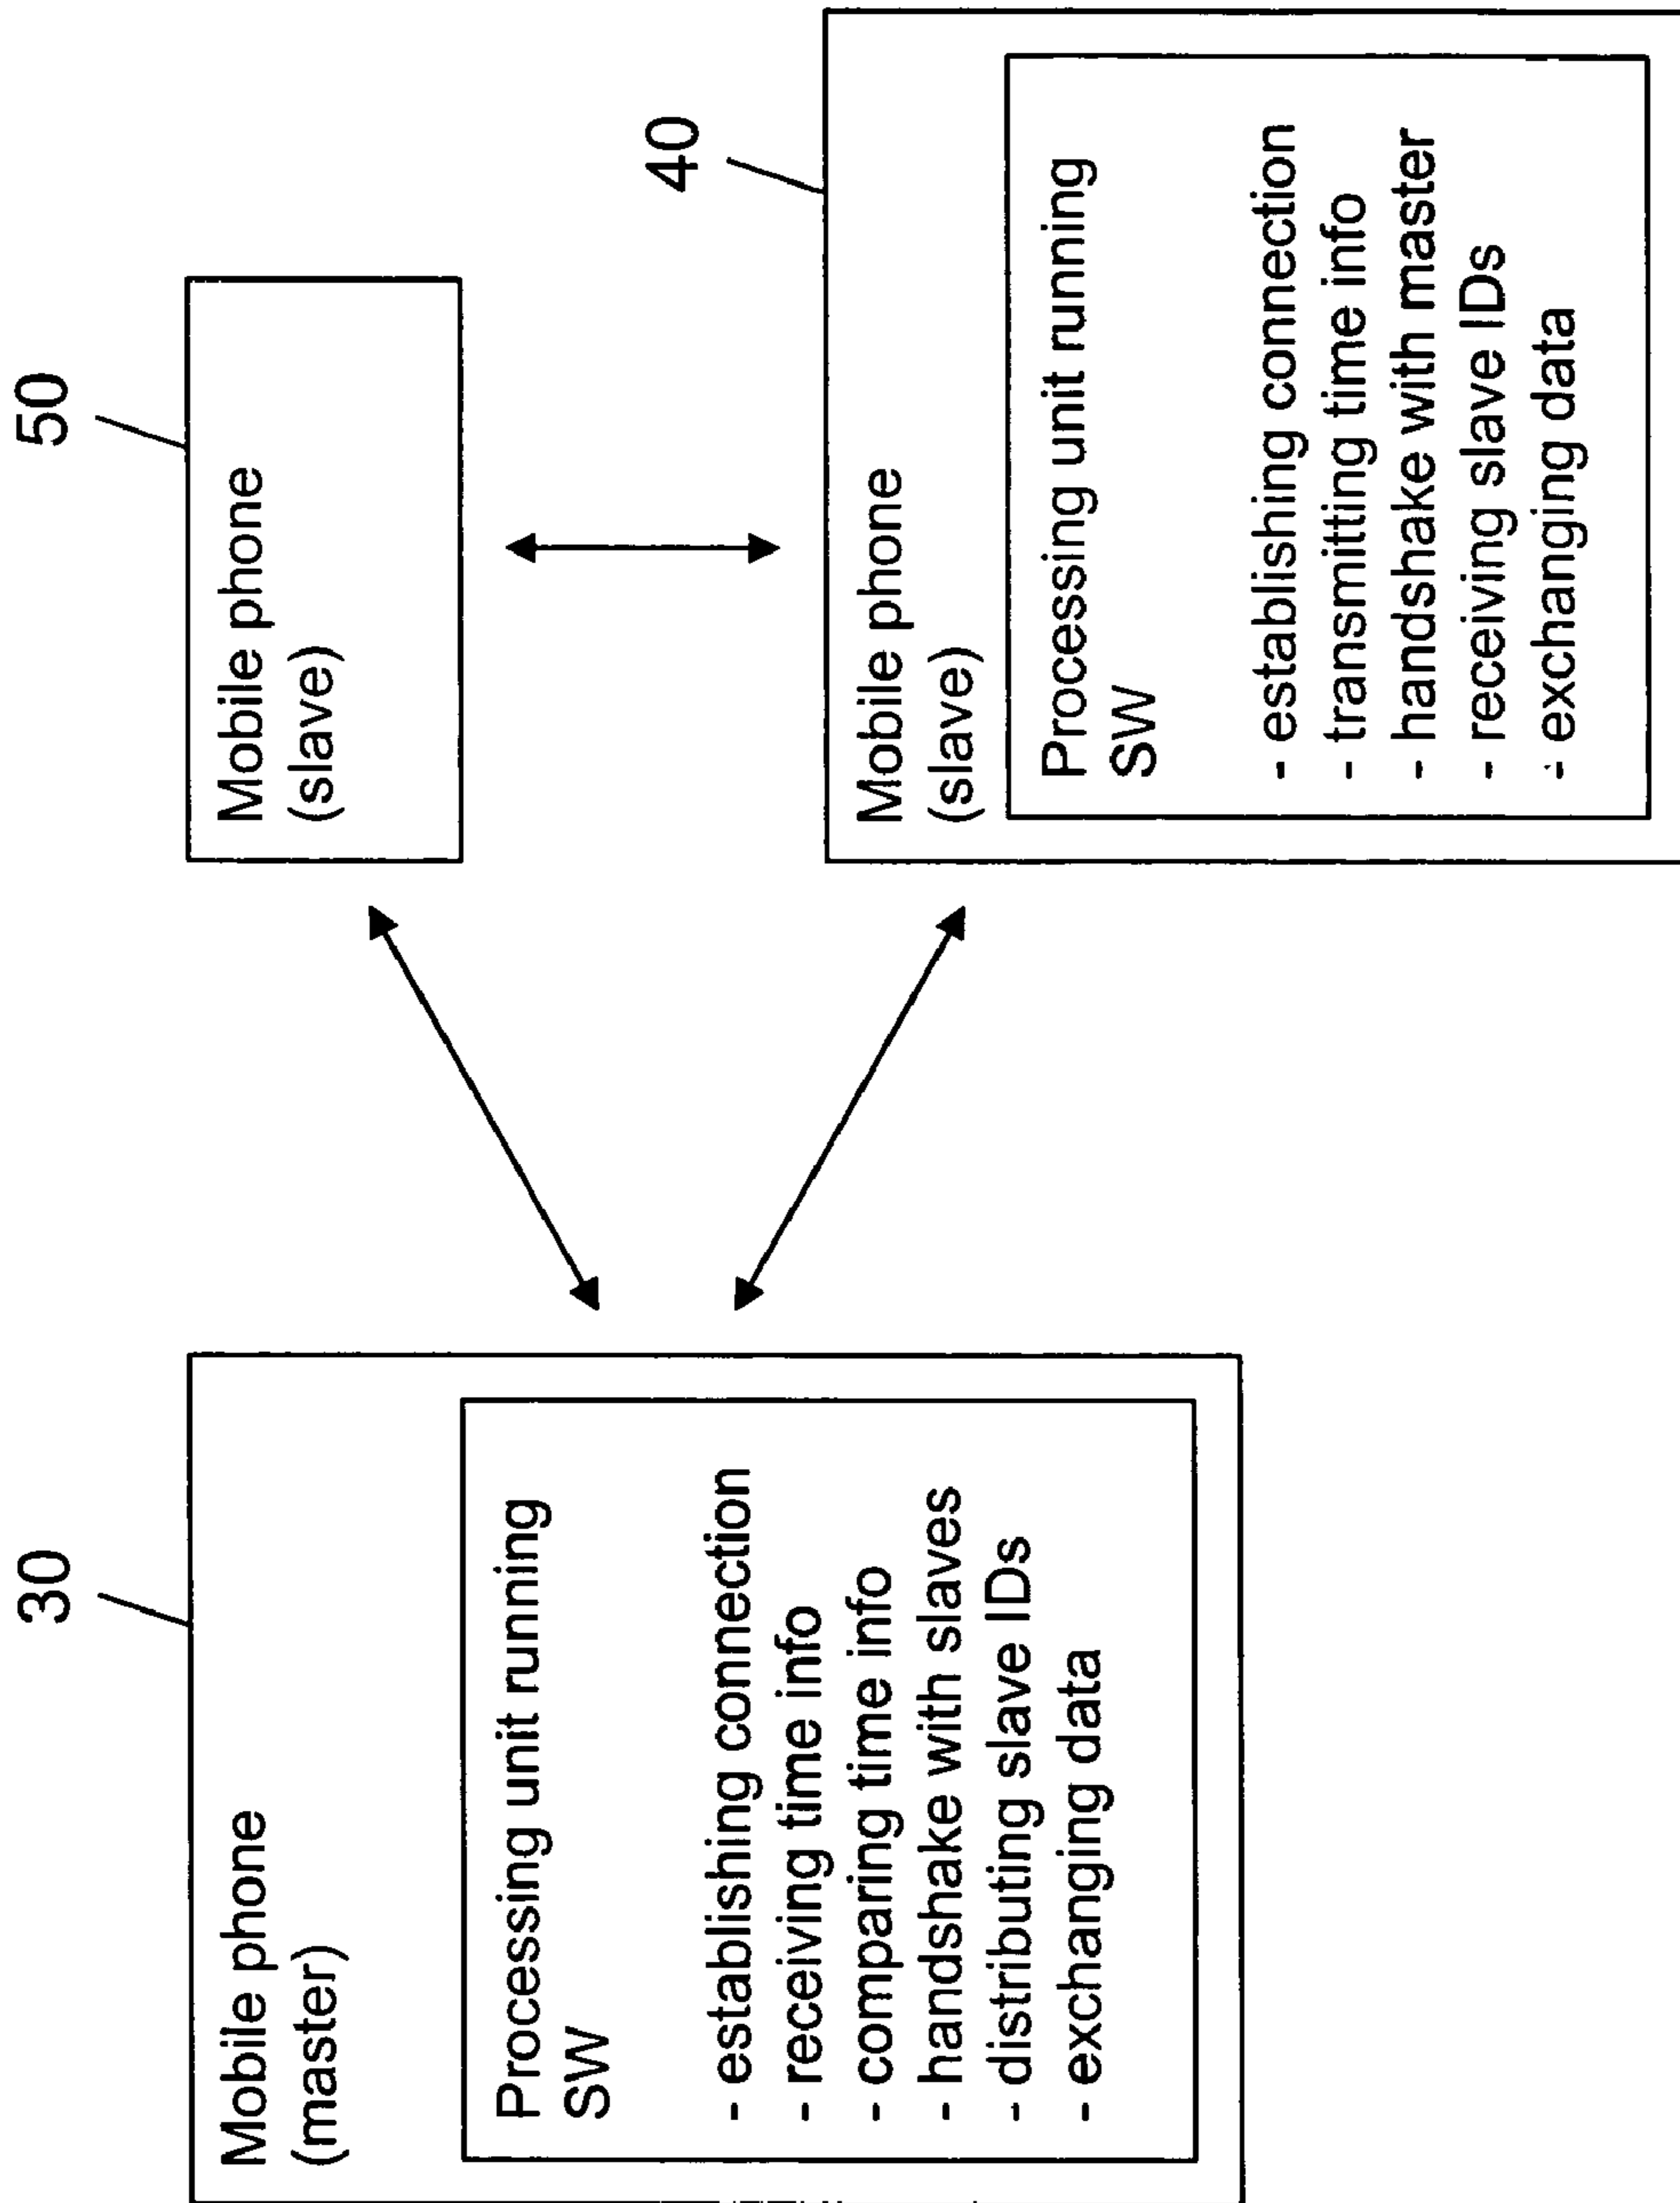 30
Mobile phone
(master)
Processing unit running
SW
- establishing connection
- receiving time info
- comparing time info
- handshake with slaves
- distributing slave IDs
- exchanging data
50
Mobile phone
(slave)
40
Mobile phone
(slave)
Processing unit running
SW
- establishing connection
- transmitting time info
- handshake with master
- receiving slave IDs
- exchanging data